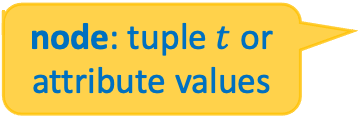 node: tuple t or
attribute values